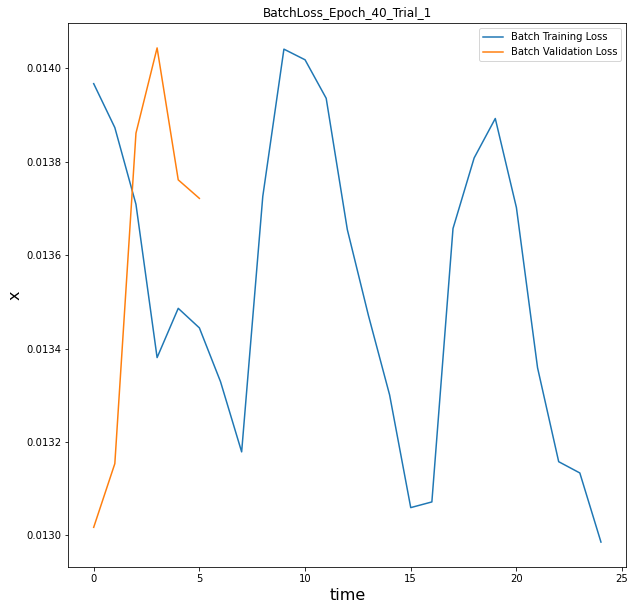 BatchLoss_Epoch_40_Trial_1
Batch Training Loss
Batch Validation Loss
0.0140
0.0138
0.0136
0.0134
0.0132
0.0130
x
0 5 10 15 20 25
time